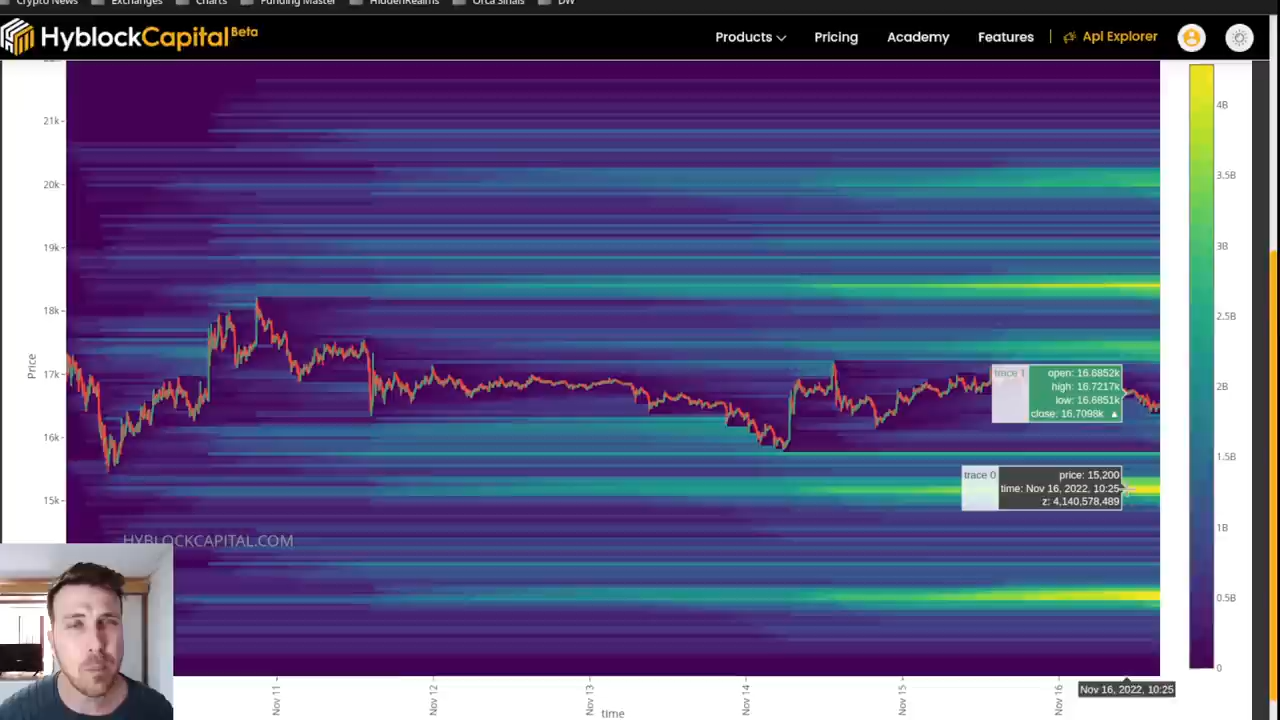 Crypto News
Exchanges
Charts
Funding Master
HiddenRealms
Orca Sinals
DW
HyblockCapital Beta
Products
Pricing
Academy
Features
Api Explorer
21k
20k
19k
18k
17k
16k
15k
Price
trace 1
open: 16.6852k
high: 16.7217k
low: 16.6851k
close: 16.7098k ▲
trace 0
price: 15,200
time: Nov 16, 2022, 10:25
z: 4,140,578,489
HYBLOCKCAPITAL.COM
4B
3.5B
3B
2.5B
2B
1.5B
1B
0.5B
0
Nov 11
Nov 12
Nov 13
Nov 14
Nov 15
Nov 16
Nov 16, 2022, 10:25
time